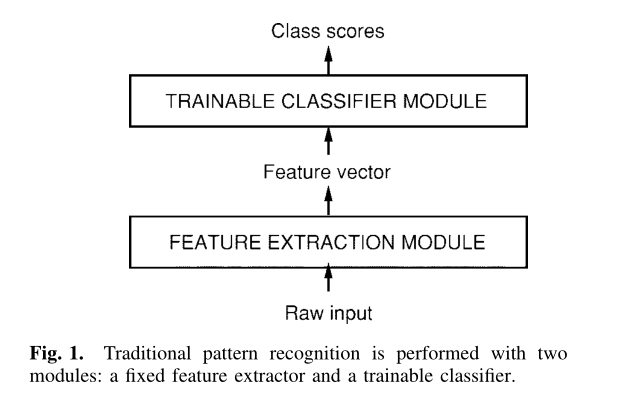 Class scores
TRAINABLE CLASSIFIER MODULE
Feature vector
FEATURE EXTRACTION MODULE
Raw input
Fig. 1. Traditional pattern recognition is performed with two
modules: a fixed feature extractor and a trainable classifier.